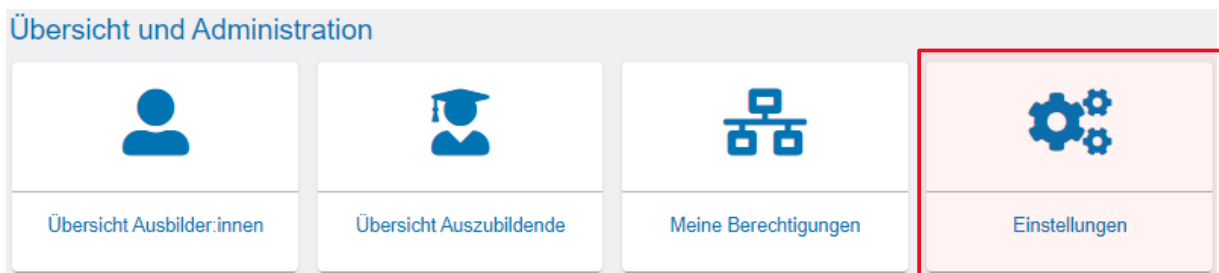 Übersicht und Administration
Übersicht Ausbilder:innen
Übersicht Auszubildende
Meine Berechtigungen
Einstellungen